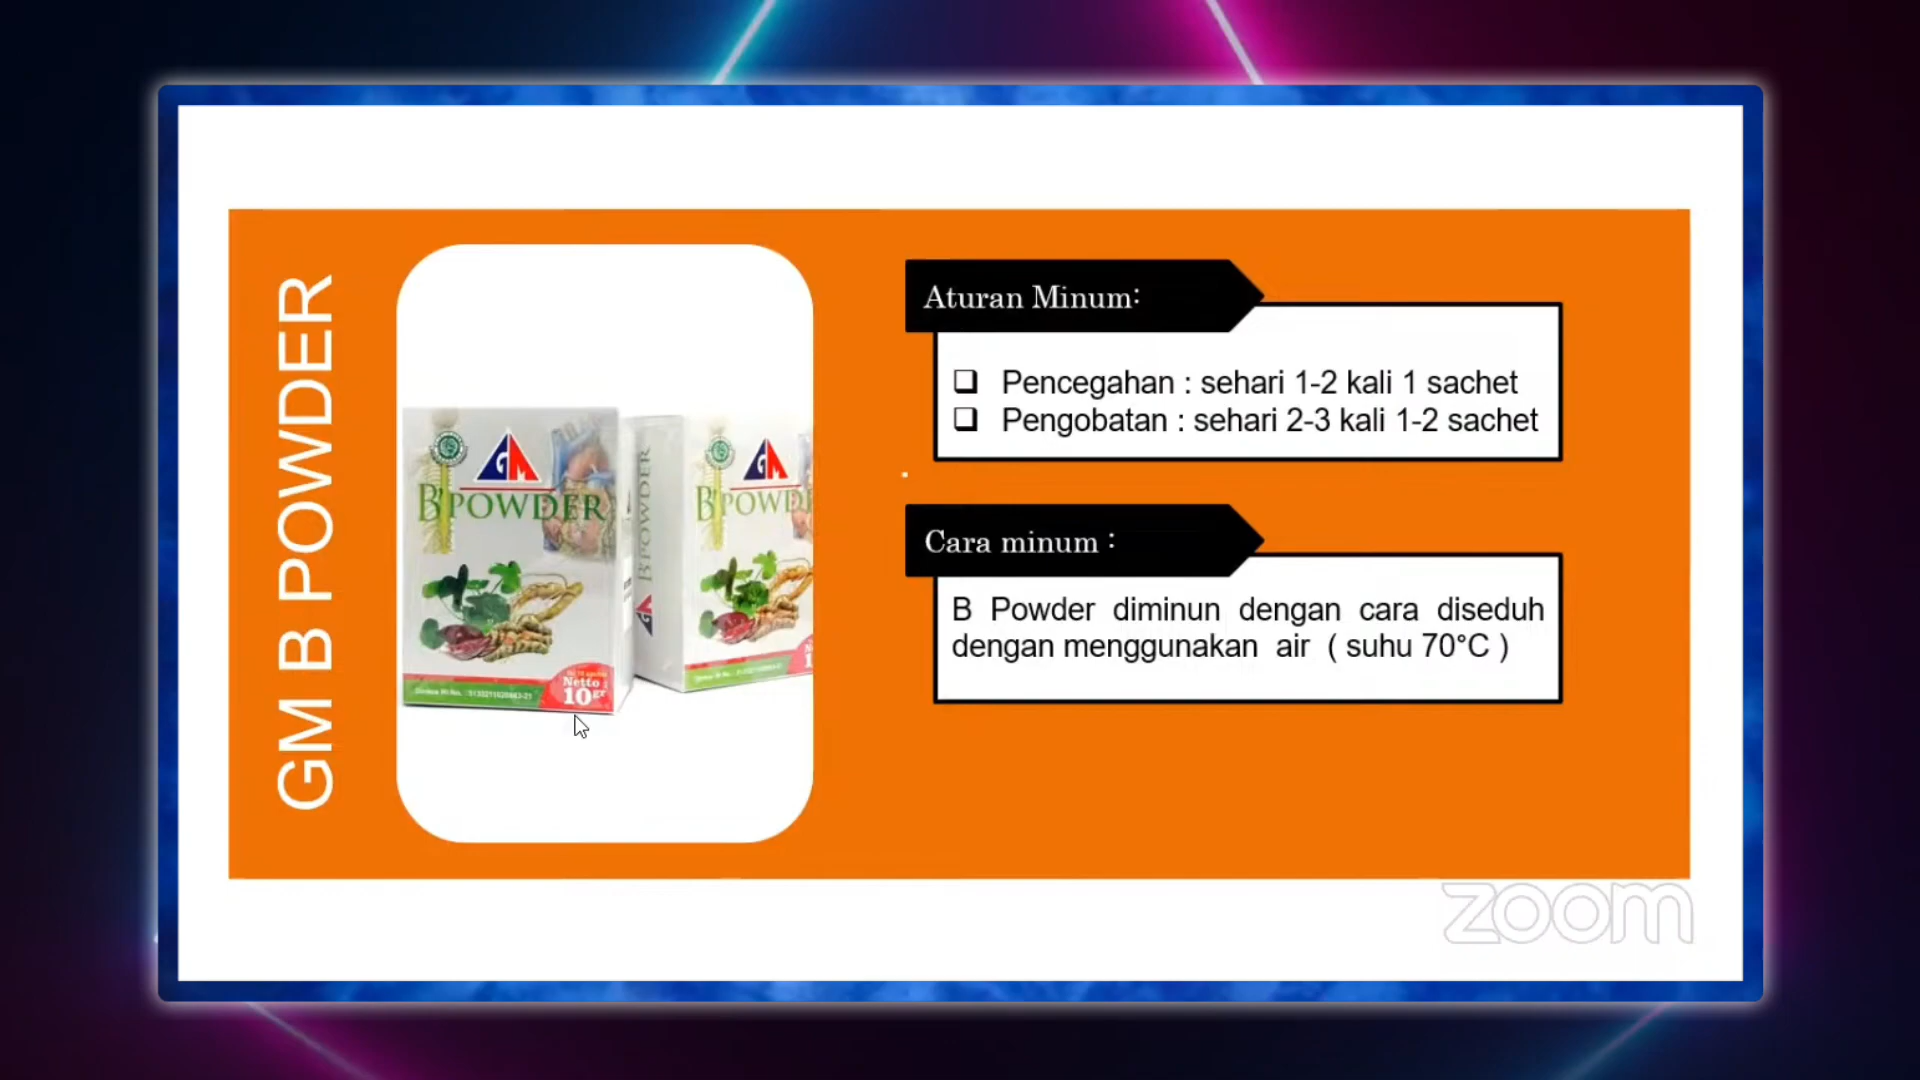 GM B POWDER
GM
B'POWDER
Netto :
10 gr
B'POWDER
GM
B'POWD
Aturan Minum:
❑ Pencegahan : sehari 1-2 kali 1 sachet
❑ Pengobatan : sehari 2-3 kali 1-2 sachet
Cara minum :
B Powder diminun dengan cara diseduh
dengan menggunakan air ( suhu 70°C )
zoom